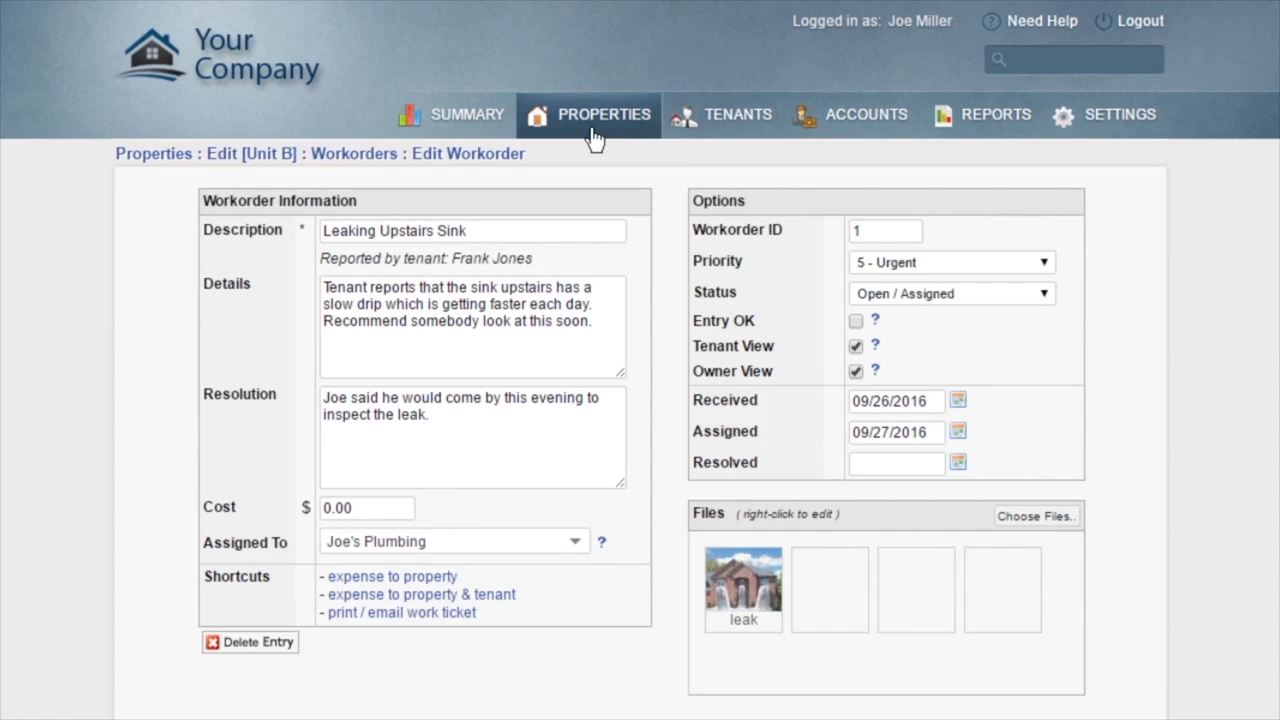 Your
Company
Logged in as: Joe Miller
? Need Help
Logout
SUMMARY
PROPERTIES
TENANTS
ACCOUNTS
REPORTS
SETTINGS
Properties : Edit [Unit B] : Workorders : Edit Workorder
Workorder Information
Description * Leaking Upstairs Sink
Reported by tenant: Frank Jones
Details
Tenant reports that the sink upstairs has a
slow drip which is getting faster each day.
Recommend somebody look at this soon.
Resolution
Joe said he would come by this evening to
inspect the leak.
Cost $ 0.00
Assigned To Joe's Plumbing ?
Shortcuts
- expense to property
- expense to property & tenant
- print / email work ticket
Delete Entry
Options
Workorder ID 1
Priority 5 - Urgent
Status Open / Assigned
Entry OK ?
Tenant View ?
Owner View ?
Received 09/26/2016
Assigned 09/27/2016
Resolved
Files ( right-click to edit ) Choose Files..
leak